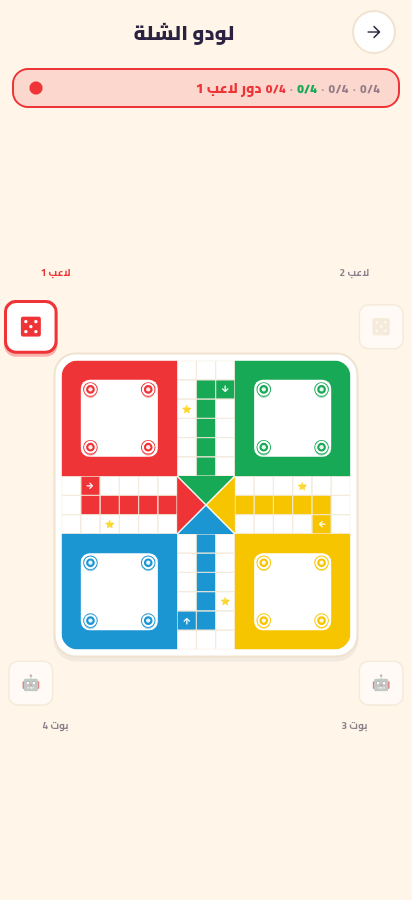 لودو الشلة
دور لاعب 1 0/4 · 0/4 · 0/4 · 0/4
لاعب 1
لاعب 2
بوت 4
بوت 3